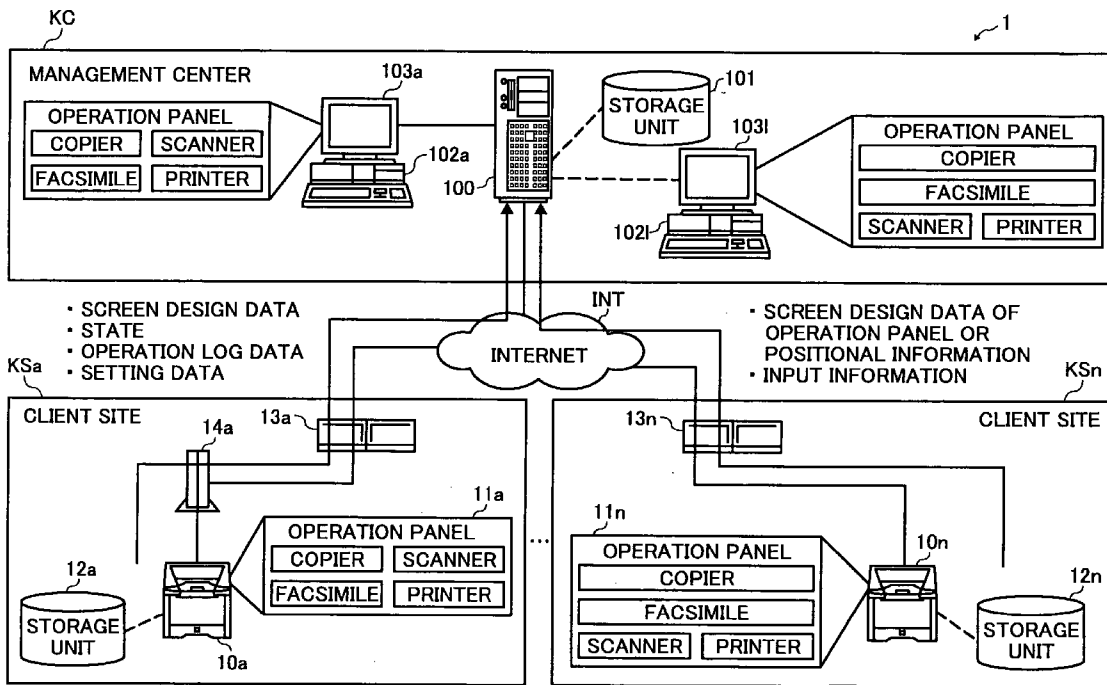 KC
1
MANAGEMENT CENTER
103a
OPERATION PANEL
COPIER
SCANNER
FACSIMILE
PRINTER
102a
100
101
STORAGE
UNIT
103l
102l
OPERATION PANEL
COPIER
FACSIMILE
SCANNER
PRINTER
・SCREEN DESIGN DATA
・STATE
・OPERATION LOG DATA
・SETTING DATA
INT
INTERNET
・SCREEN DESIGN DATA OF
OPERATION PANEL OR
POSITIONAL INFORMATION
・INPUT INFORMATION
KSa
CLIENT SITE
13a
14a
11a
OPERATION PANEL
COPIER
SCANNER
FACSIMILE
PRINTER
12a
STORAGE
UNIT
10a
...
KSn
CLIENT SITE
13n
11n
OPERATION PANEL
COPIER
FACSIMILE
SCANNER
PRINTER
10n
12n
STORAGE
UNIT